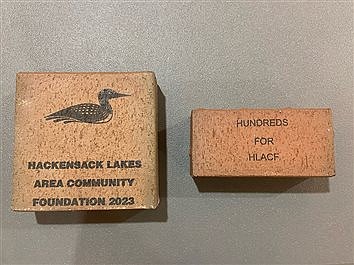 HACKENSACK LAKES
AREA COMMUNITY
FOUNDATION 2023
HUNDREDS
FOR
HLACF